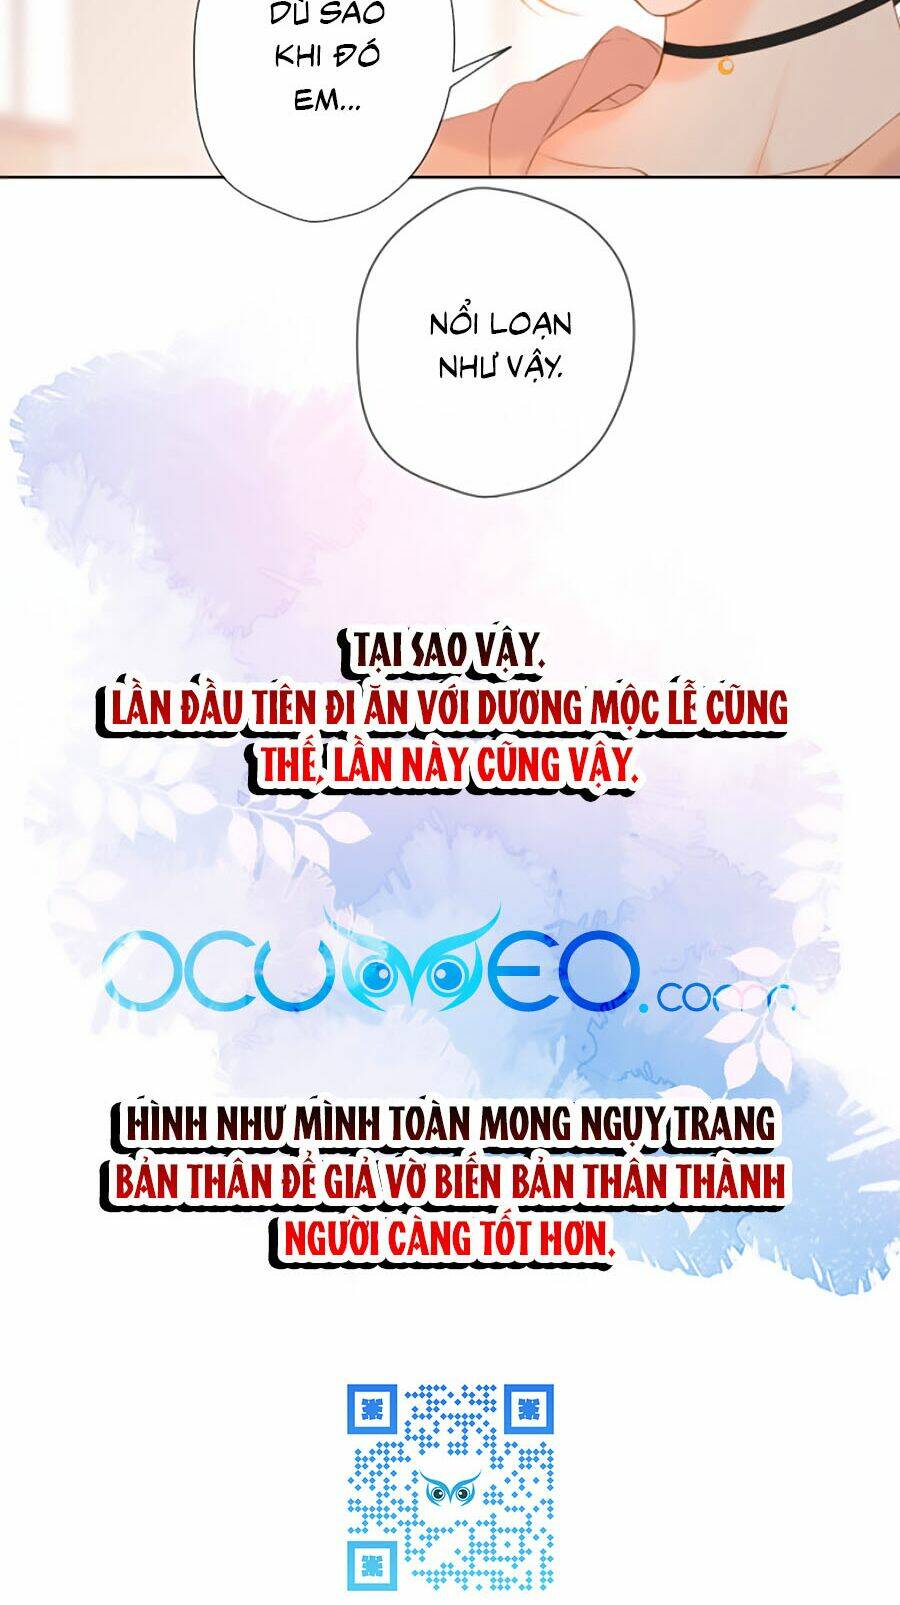 DÙ SAO
KHI ĐÓ
EM...
NỔI LOẠN
NHƯ VẬY.
TẠI SAO VẬY.
LẦN ĐẦU TIÊN ĐI ĂN VỚI DƯƠNG MỘC LỄ CŨNG
THẾ, LẦN NÀY CŨNG VẬY.
OCUMEO.com
HÌNH NHƯ MÌNH TOÀN MONG NGỤY TRANG
BẢN THÂN ĐỂ GIẢ VỜ BIẾN BẢN THÂN THÀNH
NGƯỜI CÀNG TỐT HƠN.